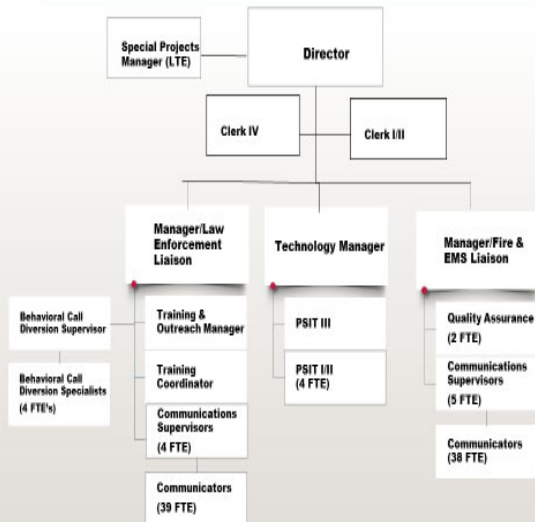 Special Projects
Manager (LTE)
Director
Clerk IV
Clerk I/II
Manager/Law
Enforcement
Liaison
Technology Manager
Manager/Fire &
EMS Liaison
Behavioral Call
Diversion Supervisor
Training &
Outreach Manager
PSIT III
Quality Assurance
(2 FTE)
Behavioral Call
Diversion Specialists
(4 FTE's)
Training
Coordinator
PSIT I/II
(4 FTE)
Communications
Supervisors
(5 FTE)
Communications
Supervisors
(4 FTE)
Communicators
(38 FTE)
Communicators
(39 FTE)